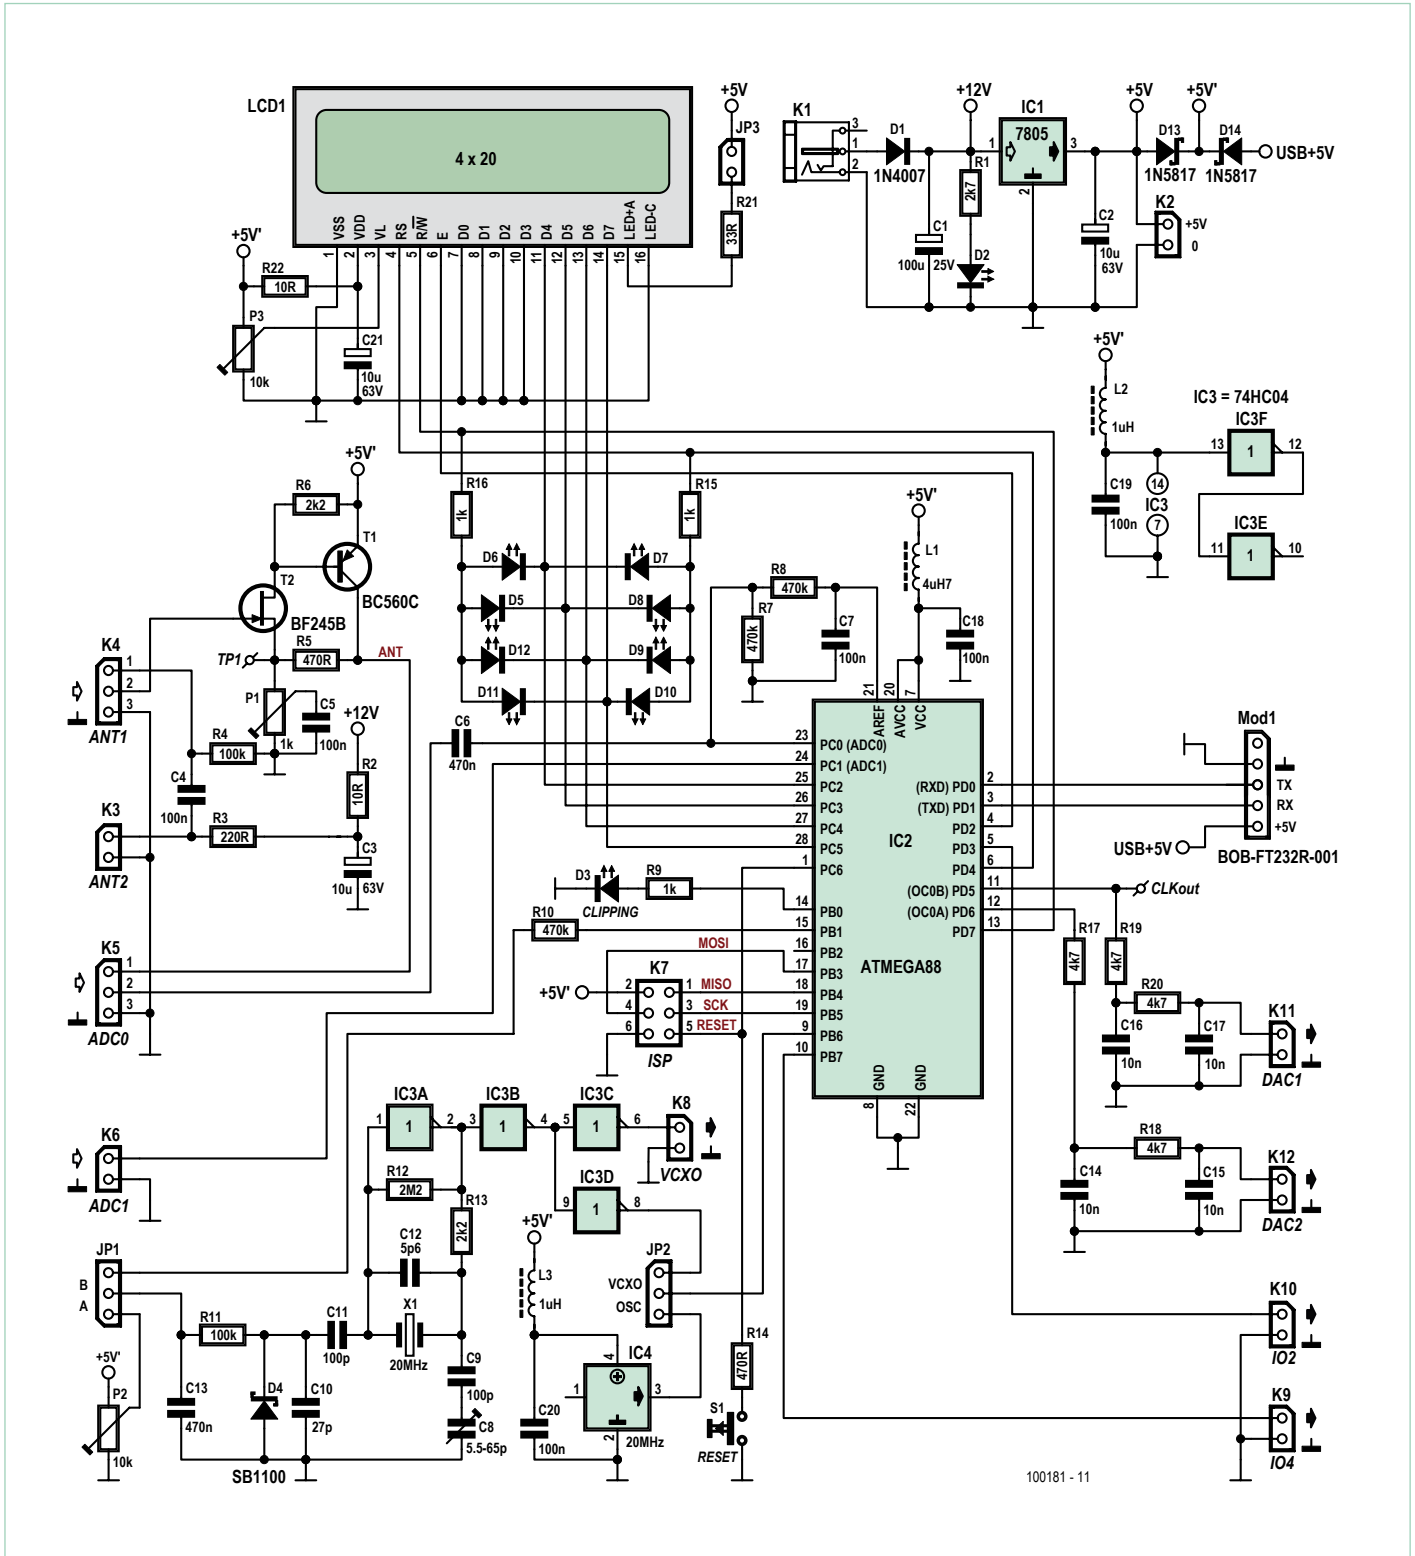 LCD1
4 x 20
VSS
VDD
VL
RS
R/W
E
D0
D1
D2
D3
D4
D5
D6
D7
LED+A
LED-C
1
2
3
4
5
6
7
8
9
10
11
12
13
14
15
16
+5V
JP3
R21
33R
K1
3
1
2
D1
1N4007
+12V
R1
2k7
D2
C1
100u
25V
IC1
7805
1
3
2
C2
10u
63V
+5V
+5V'
D13
1N5817
D14
1N5817
USB+5V
K2
+5V
0
+5V'
R22
10R
P3
10k
C21
10u
63V
+5V'
L2
1uH
C19
100n
14
IC3
7
IC3 = 74HC04
IC3F
13
1
12
IC3E
11
1
10
+5V'
R6
2k2
T1
BC560C
T2
BF245B
R5
470R
TP1
ANT
P1
1k
C5
100n
K4
1
2
3
ANT1
R4
100k
C4
100n
+12V
R2
10R
K3
ANT2
R3
220R
C3
10u
63V
K5
1
2
3
ADC0
K6
ADC1
R16
1k
R15
1k
D6
D7
D5
D8
D12
D9
D11
D10
C6
470n
R8
470k
R7
470k
C7
100n
+5V'
L1
4uH7
C18
100n
21
20
7
AREF
AVCC
VCC
23
PC0 (ADC0)
24
PC1 (ADC1)
25
PC2
26
PC3
27
PC4
28
PC5
1
PC6
14
PB0
15
PB1
16
PB2
17
PB3
18
PB4
19
PB5
9
PB6
10
PB7
IC2
ATMEGA88
(RXD) PD0
2
(TXD) PD1
3
PD2
4
PD3
5
PD4
6
(OC0B) PD5
11
(OC0A) PD6
12
PD7
13
GND
GND
8
22
Mod1
TX
RX
+5V
USB+5V
BOB-FT232R-001
CLKout
D3
CLIPPING
R9
1k
R10
470k
MOSI
K7
+5V'
2
1
MISO
4
3
SCK
6
5
RESET
ISP
R17
4k7
R19
4k7
R20
4k7
C16
10n
C17
10n
K11
DAC1
R18
4k7
C14
10n
C15
10n
K12
DAC2
K10
IO2
K9
IO4
IC3A
1
1
2
IC3B
3
1
4
IC3C
5
1
6
K8
VCXO
IC3D
9
1
8
R12
2M2
R13
2k2
C12
5p6
X1
20MHz
C11
100p
C9
100p
C8
5.5-65p
JP1
B
A
R11
100k
+5V'
P2
10k
C13
470n
D4
SB1100
C10
27p
+5V'
L3
1uH
C20
100n
JP2
VCXO
OSC
IC4
1
4
3
2
20MHz
R14
470R
S1
RESET
100181 - 11